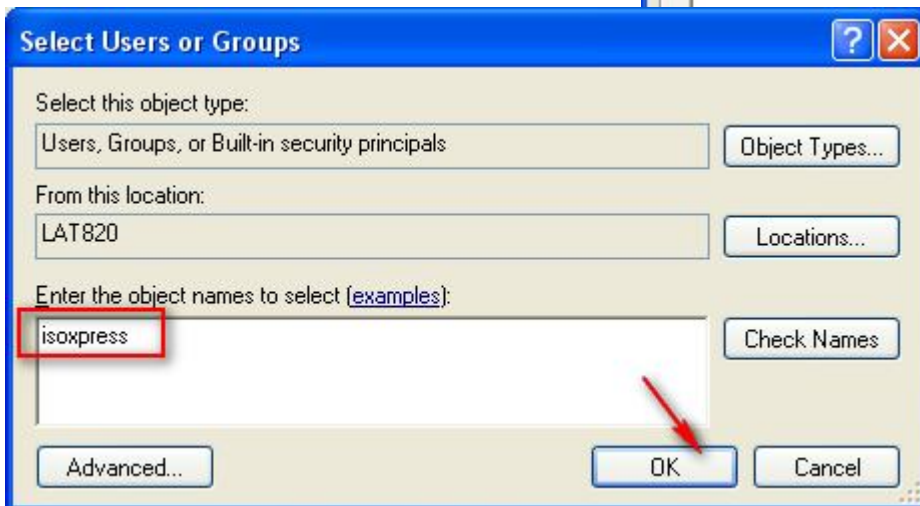 Select Users or Groups
Select this object type:
Users, Groups, or Built-in security principals
Object Types...
From this location:
LAT820
Locations...
Enter the object names to select (examples):
isoxpress
Check Names
Advanced...
OK
Cancel